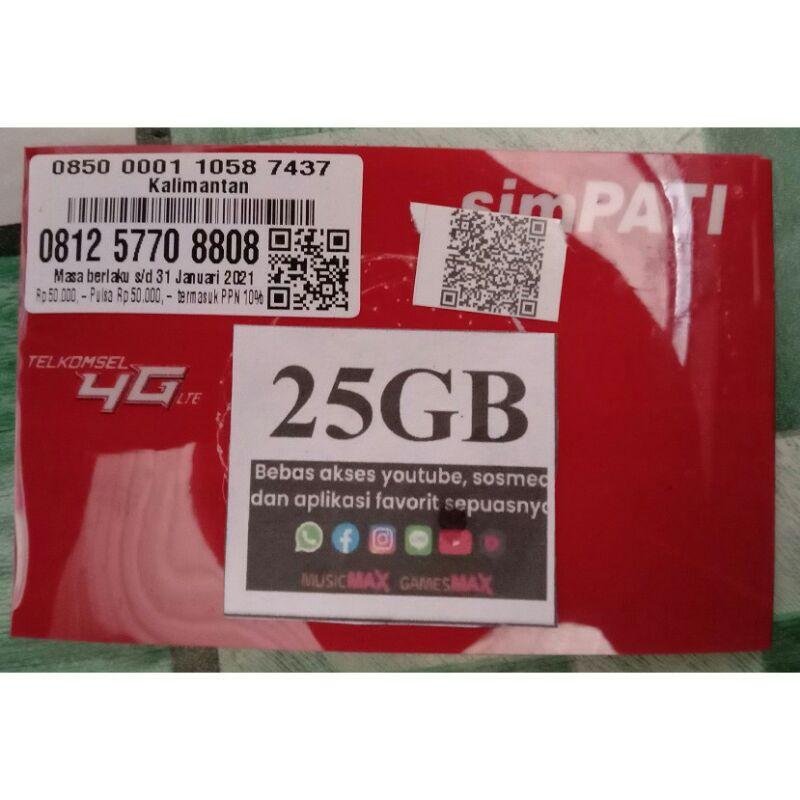 0850 0001 1058 7437
Kalimantan
0812 5770 8808
Masa berlaku s/d 31 Januari 2021
Rp 50.000, – Pulsa Rp 50.000, – termasuk PPN 10%
simPATI
TELKOMSEL
4G LTE
25GB
Bebas akses youtube, sosmed
dan aplikasi favorit sepuasnya
MUSICMAX GAMESMAX